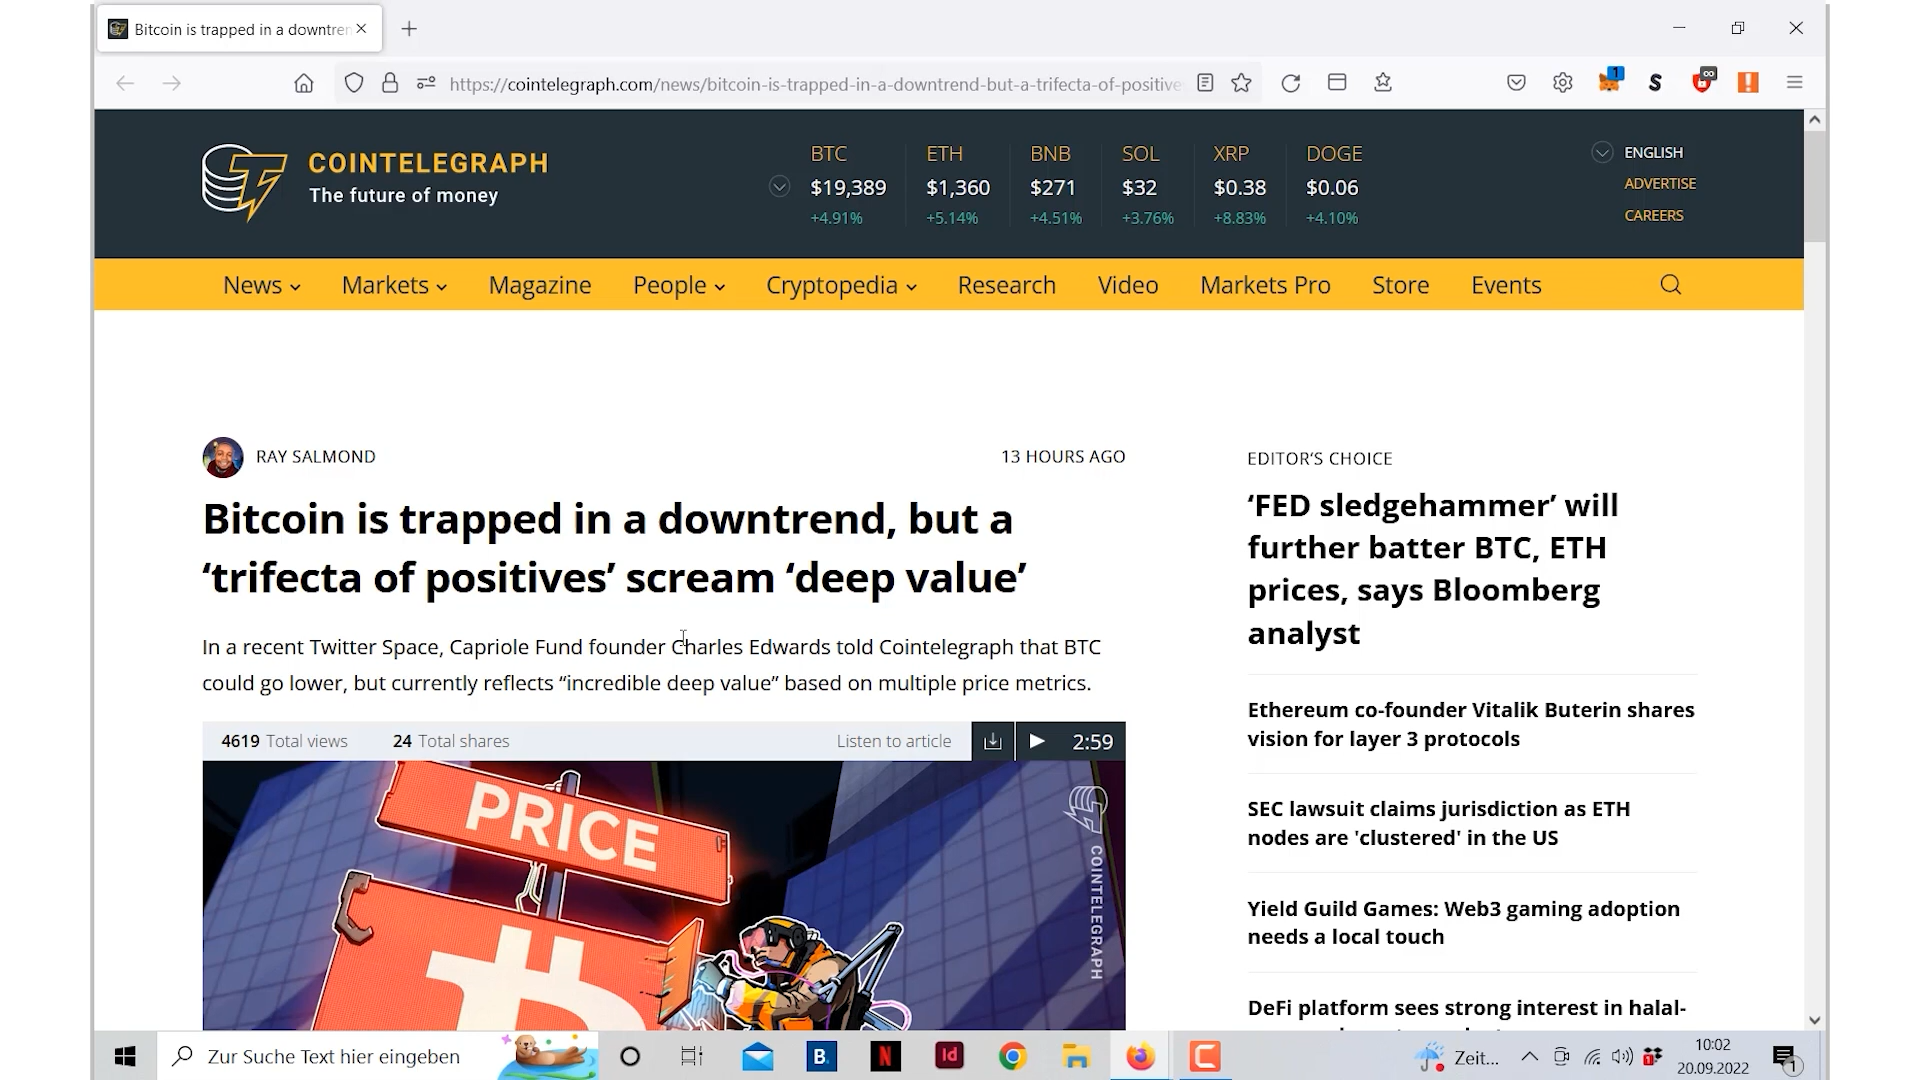 Bitcoin is trapped in a downtren
https://cointelegraph.com/news/bitcoin-is-trapped-in-a-downtrend-but-a-trifecta-of-positive
1
COINTELEGRAPH
The future of money
BTC ETH BNB SOL XRP DOGE
$19,389 $1,360 $271 $32 $0.38 $0.06
+4.91% +5.14% +4.51% +3.76% +8.83% +4.10%
ENGLISH
ADVERTISE
CAREERS
News Markets Magazine People Cryptopedia Research Video Markets Pro Store Events
RAY SALMOND
13 HOURS AGO
Bitcoin is trapped in a downtrend, but a
‘trifecta of positives’ scream ‘deep value’
In a recent Twitter Space, Capriole Fund founder Charles Edwards told Cointelegraph that BTC
could go lower, but currently reflects “incredible deep value” based on multiple price metrics.
4619 Total views 24 Total shares Listen to article 2:59
PRICE
COINTELEGRAPH
EDITOR’S CHOICE
‘FED sledgehammer’ will
further batter BTC, ETH
prices, says Bloomberg
analyst
Ethereum co-founder Vitalik Buterin shares
vision for layer 3 protocols
SEC lawsuit claims jurisdiction as ETH
nodes are 'clustered' in the US
Yield Guild Games: Web3 gaming adoption
needs a local touch
DeFi platform sees strong interest in halal-
Zur Suche Text hier eingeben
B.
N
Id
Zeit...
10:02
20.09.2022
1